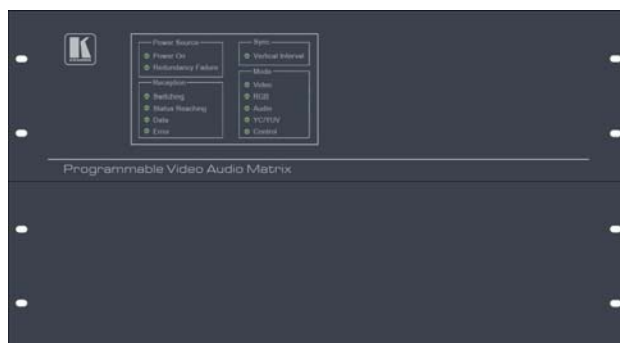 K
KRAMER
Power Source
Power On
Redundancy Failure
Reception
Switching
Status Reaching
Data
Error
Sync
Vertical Interval
Mode
Video
RGB
Audio
YC/YUV
Control
Programmable Video Audio Matrix